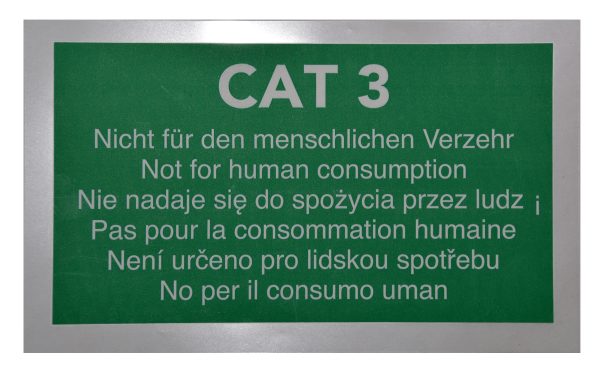 CAT 3
Nicht für den menschlichen Verzehr
Not for human consumption
Nie nadaje się do spożycia przez ludz ¡
Pas pour la consommation humaine
Není určeno pro lidskou spotřebu
No per il consumo uman